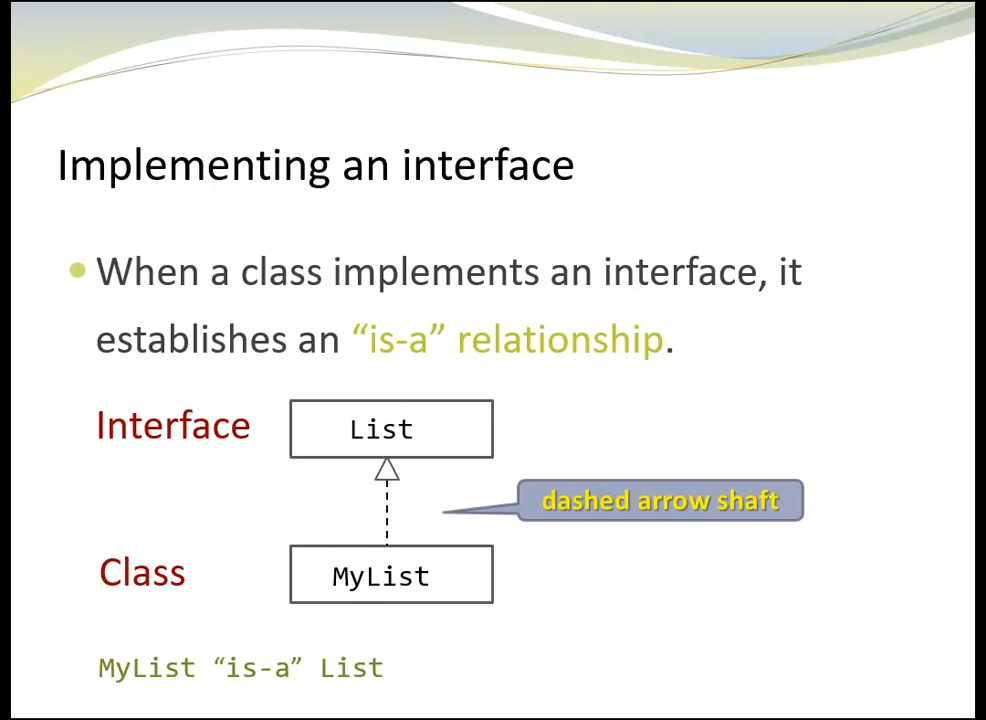 Implementing an interface
When a class implements an interface, it
establishes an “is-a” relationship.
Interface
List
dashed arrow shaft
Class
MyList
MyList “is-a” List